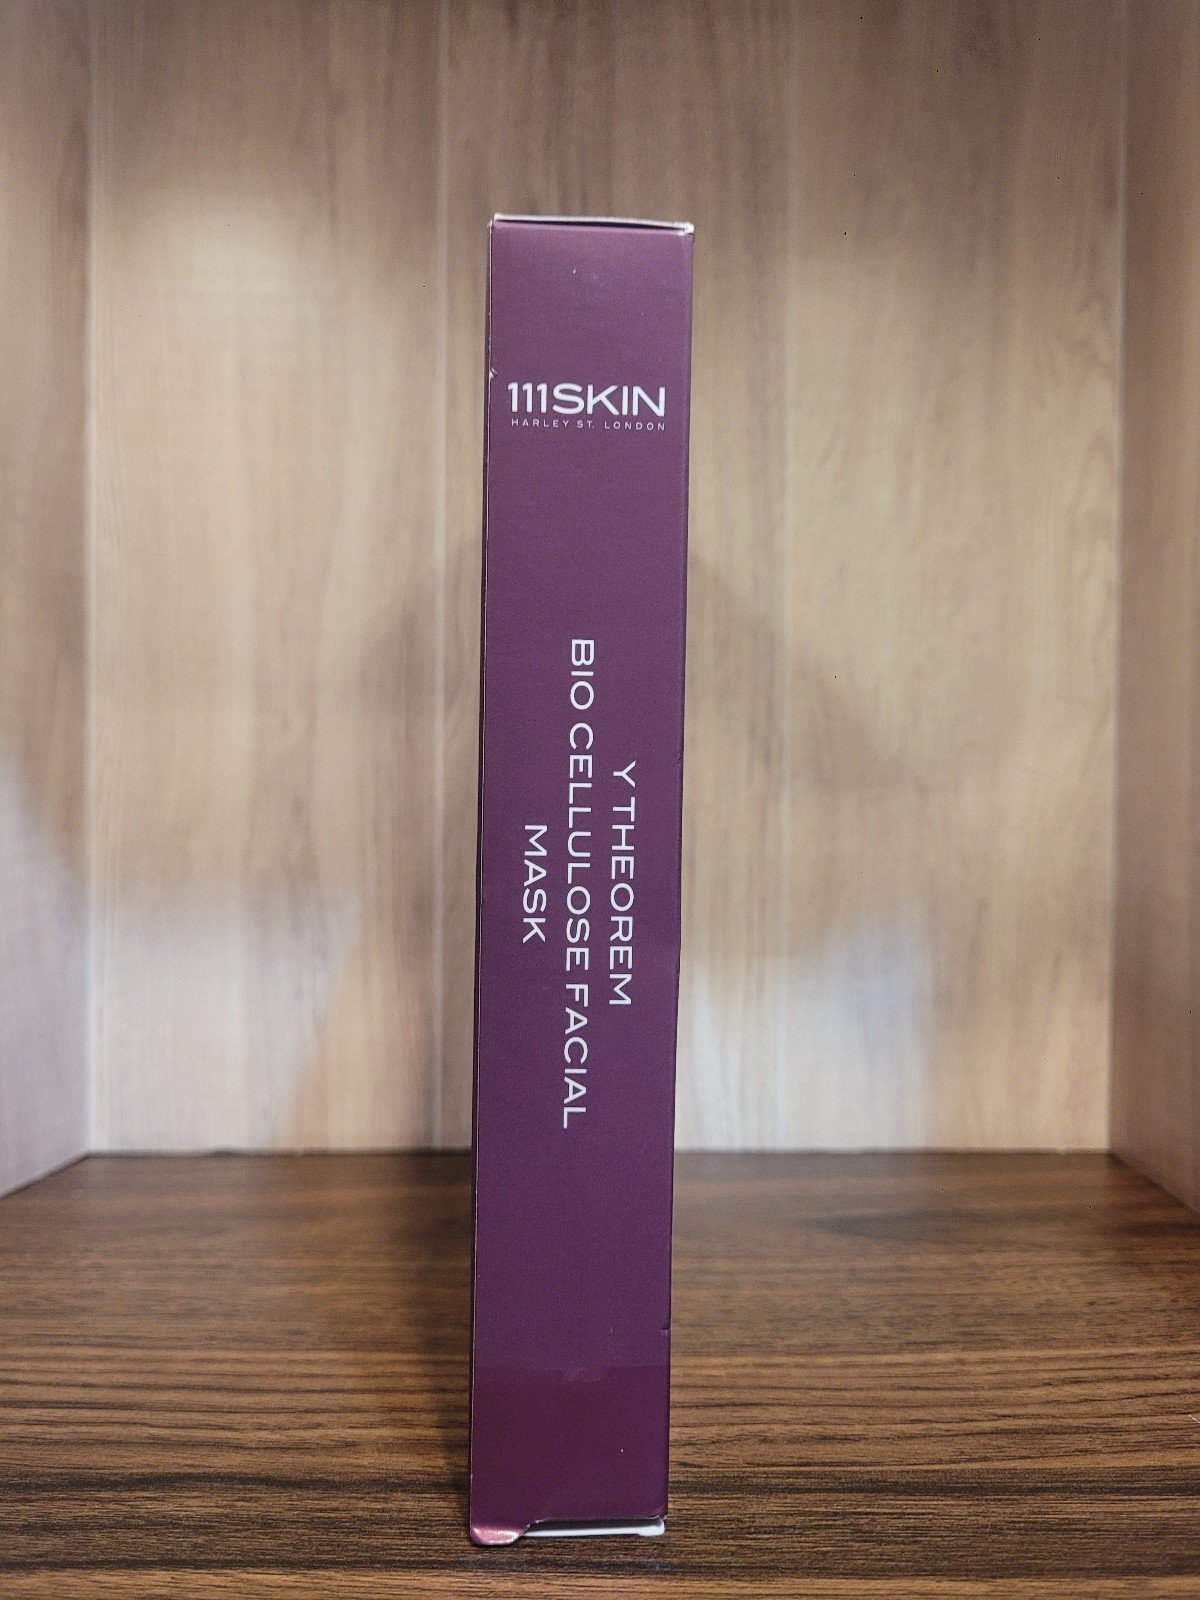 111SKIN
HARLEY ST. LONDON
Y THEOREM
BIO CELLULOSE FACIAL
MASK